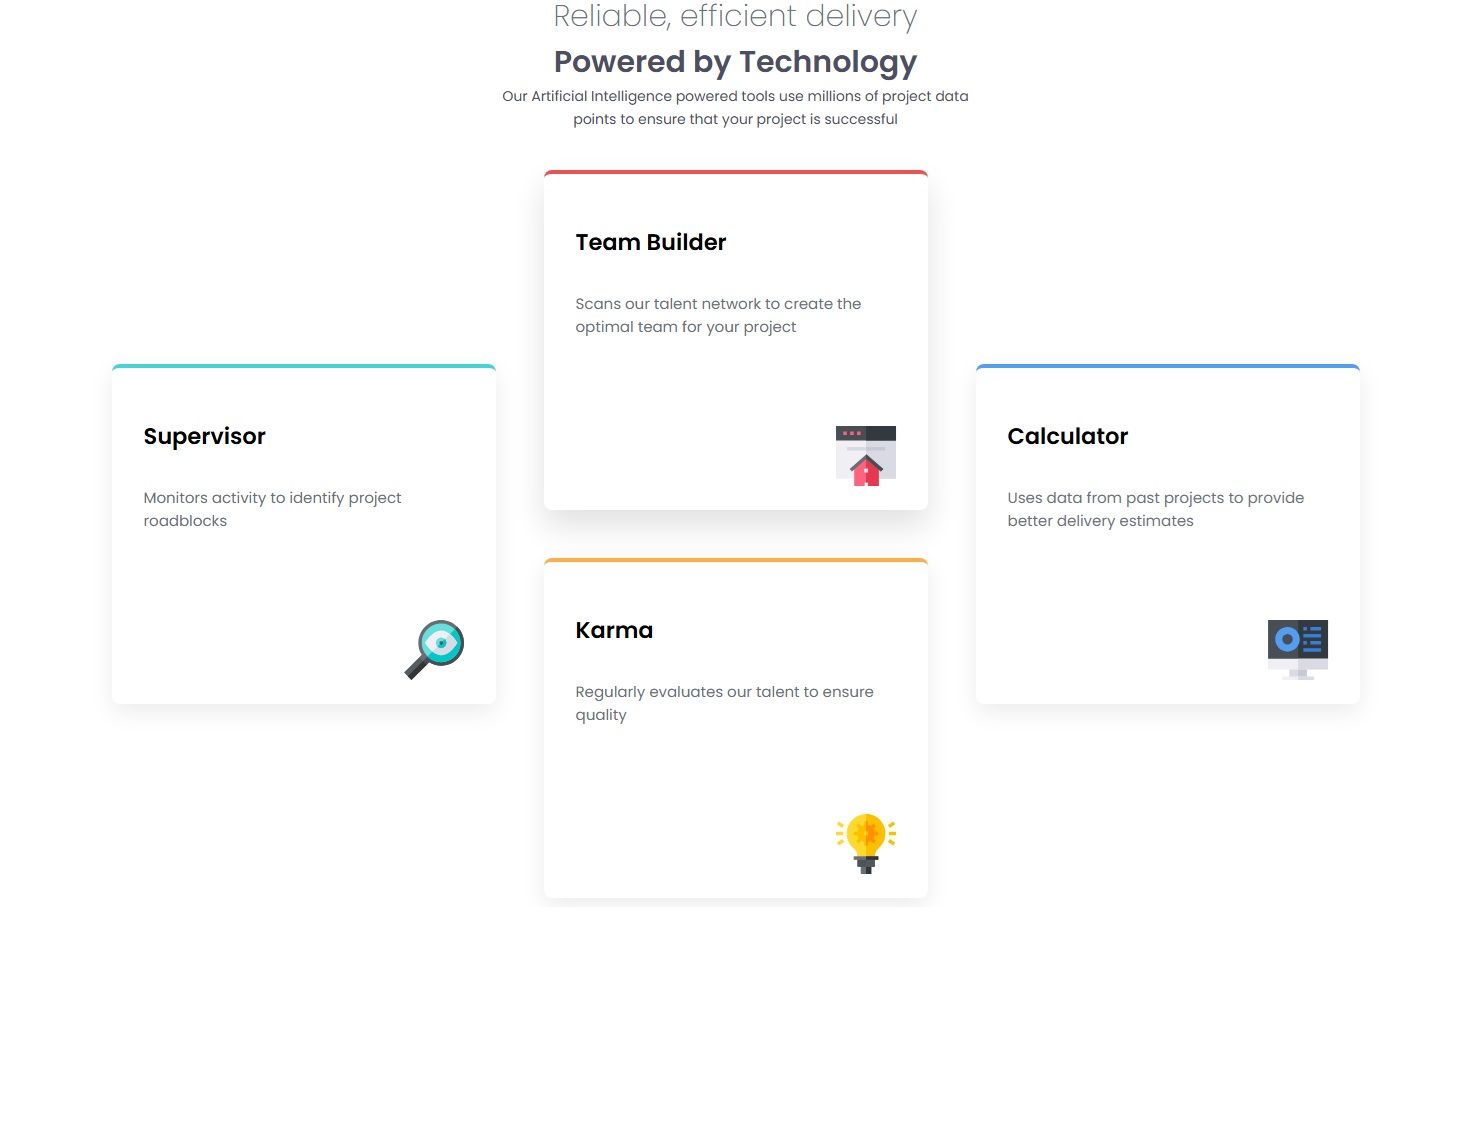 Reliable, efficient delivery
Powered by Technology
Our Artificial Intelligence powered tools use millions of project data
points to ensure that your project is successful
Team Builder
Scans our talent network to create the
optimal team for your project
Supervisor
Monitors activity to identify project
roadblocks
Calculator
Uses data from past projects to provide
better delivery estimates
Karma
Regularly evaluates our talent to ensure
quality